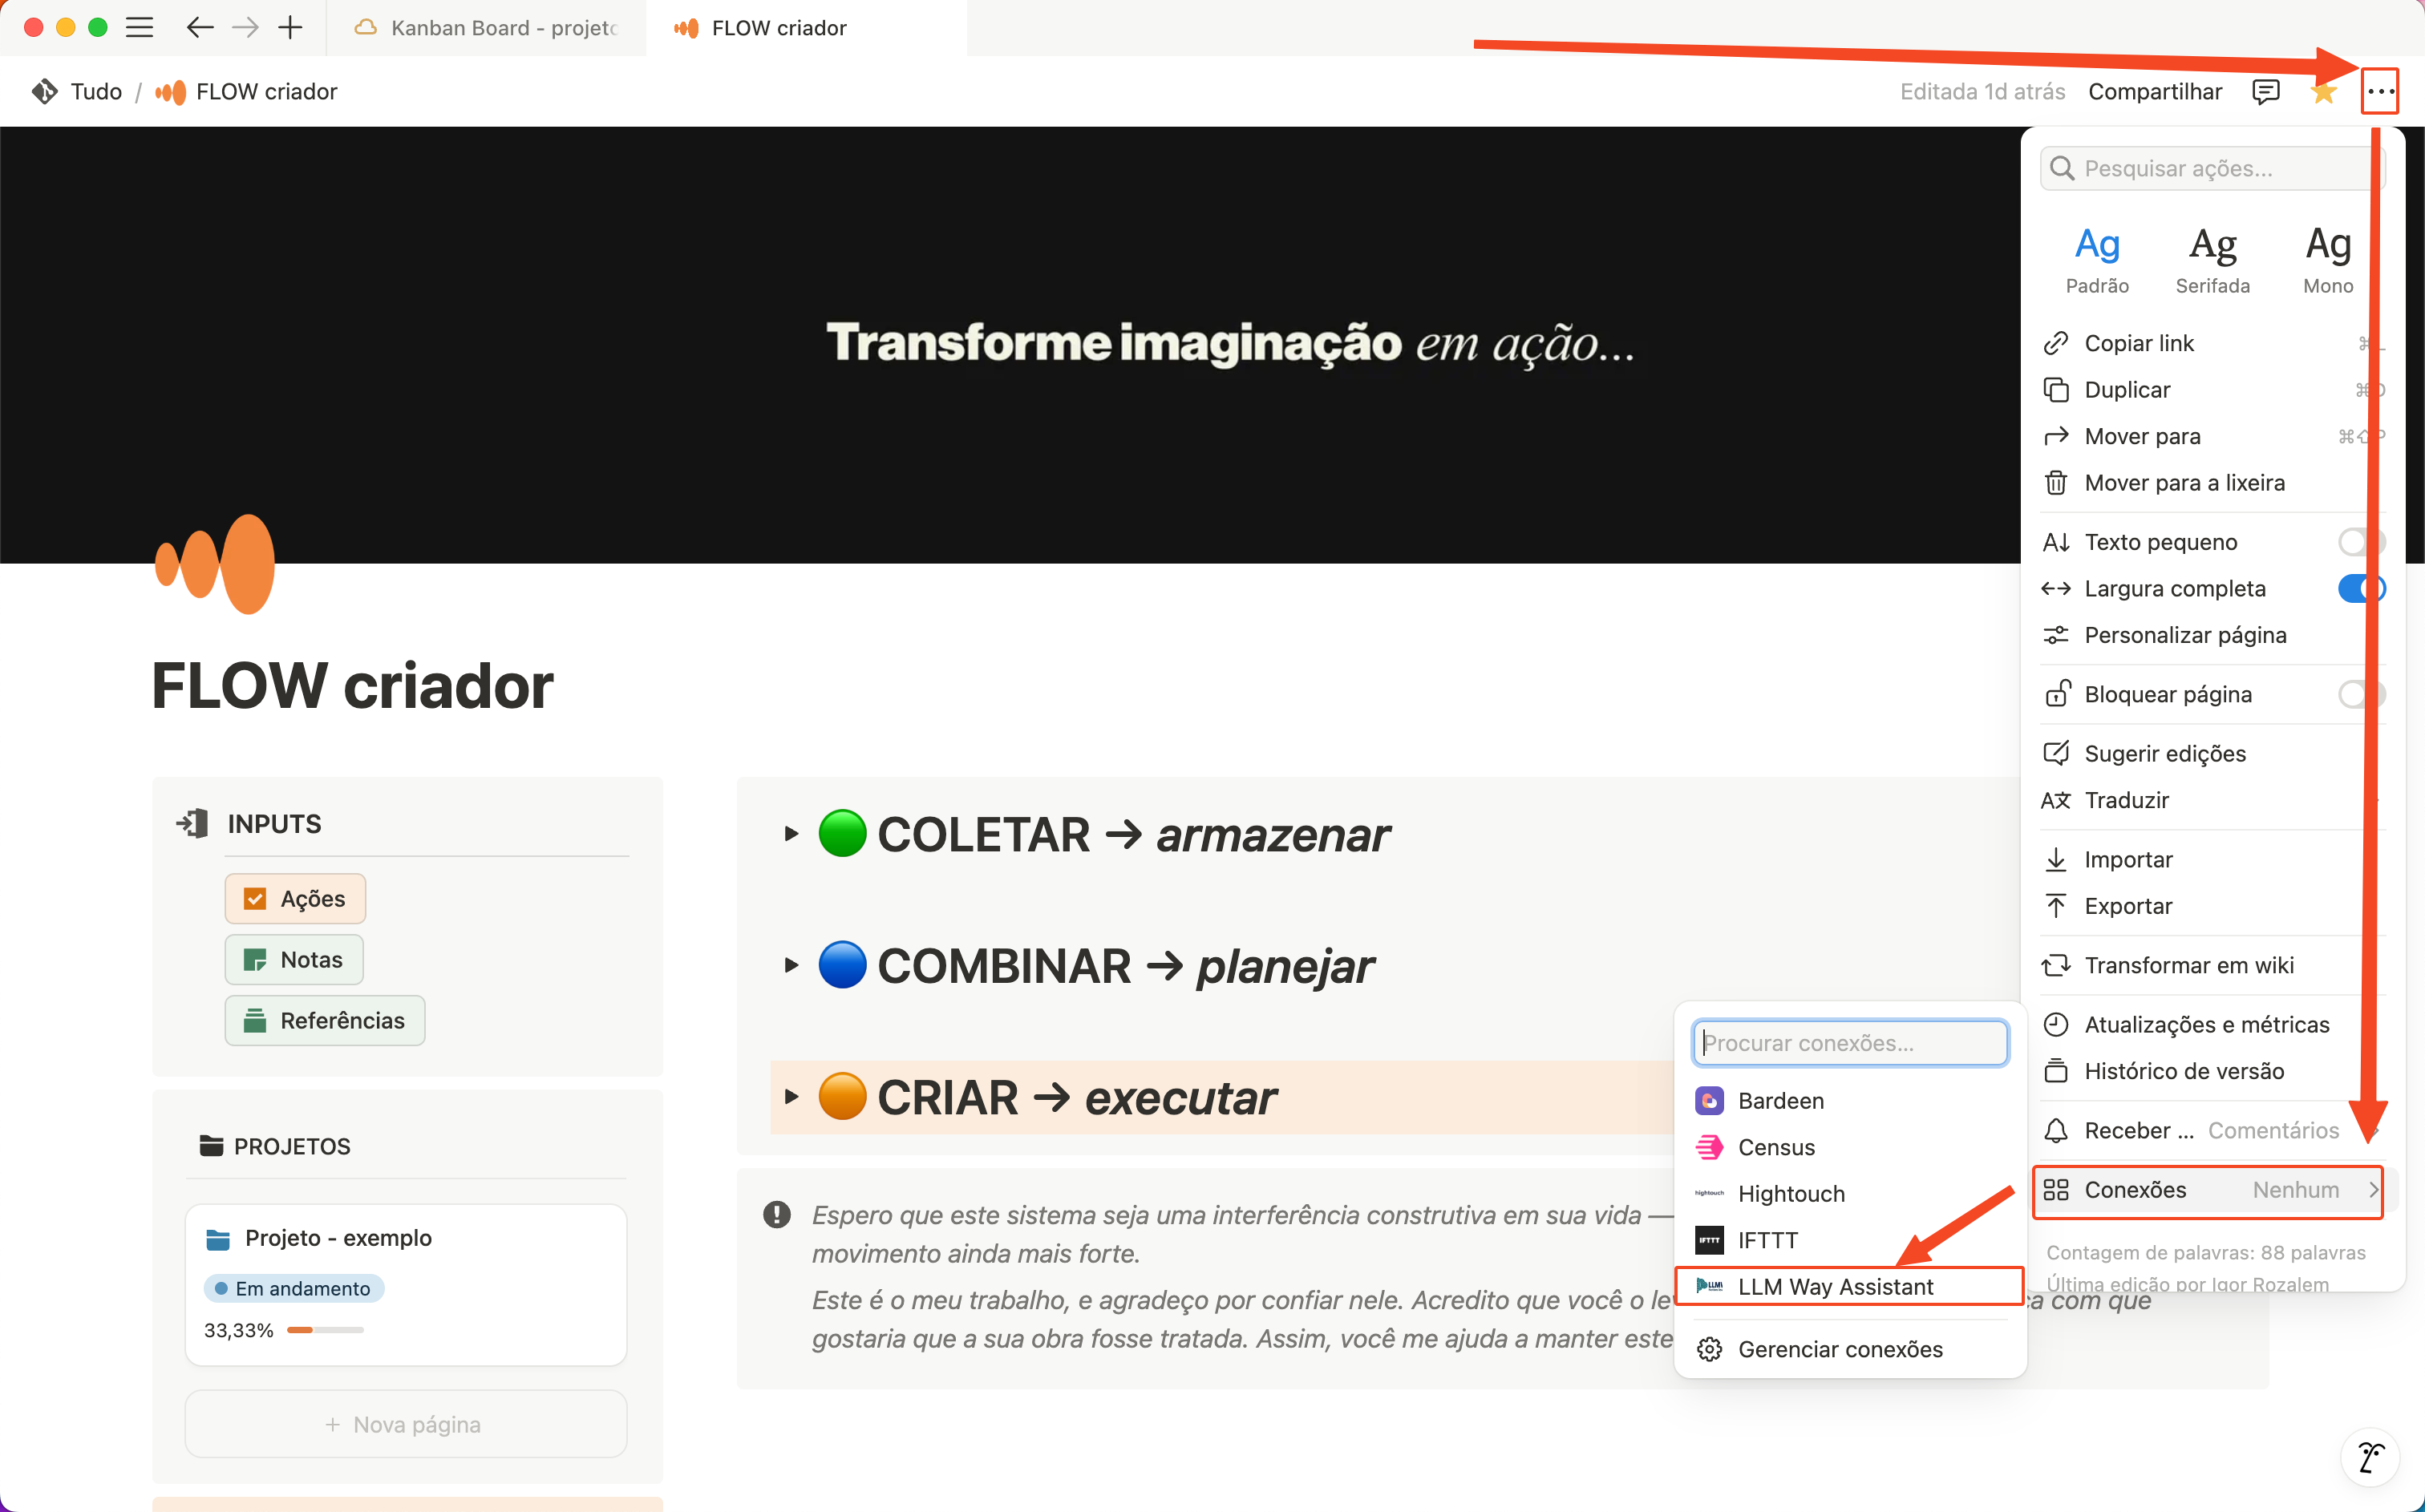 Kanban Board - projeto
FLOW criador
Tudo / FLOW criador
Editada 1d atrás
Compartilhar
Transforme imaginação em ação...
FLOW criador
INPUTS
Ações
Notas
Referências
PROJETOS
Projeto - exemplo
Em andamento
33,33%
+ Nova página
COLETAR → armazenar
COMBINAR → planejar
CRIAR → executar
Espero que este sistema seja uma interferência construtiva em sua vida —
movimento ainda mais forte.
Este é o meu trabalho, e agradeço por confiar nele. Acredito que você o le
a com que
gostaria que a sua obra fosse tratada. Assim, você me ajuda a manter este
Procurar conexões...
Bardeen
Census
hightouch Hightouch
IFTTT IFTTT
LLM LLM Way Assistant
Gerenciar conexões
Pesquisar ações...
Ag Ag Ag
Padrão Serifada Mono
Copiar link
Duplicar
Mover para
Mover para a lixeira
Texto pequeno
Largura completa
Personalizar página
Bloquear página
Sugerir edições
Traduzir
Importar
Exportar
Transformar em wiki
Atualizações e métricas
Histórico de versão
Receber ... Comentários
Conexões Nenhum
Contagem de palavras: 88 palavras
Última edição por Igor Rozalem